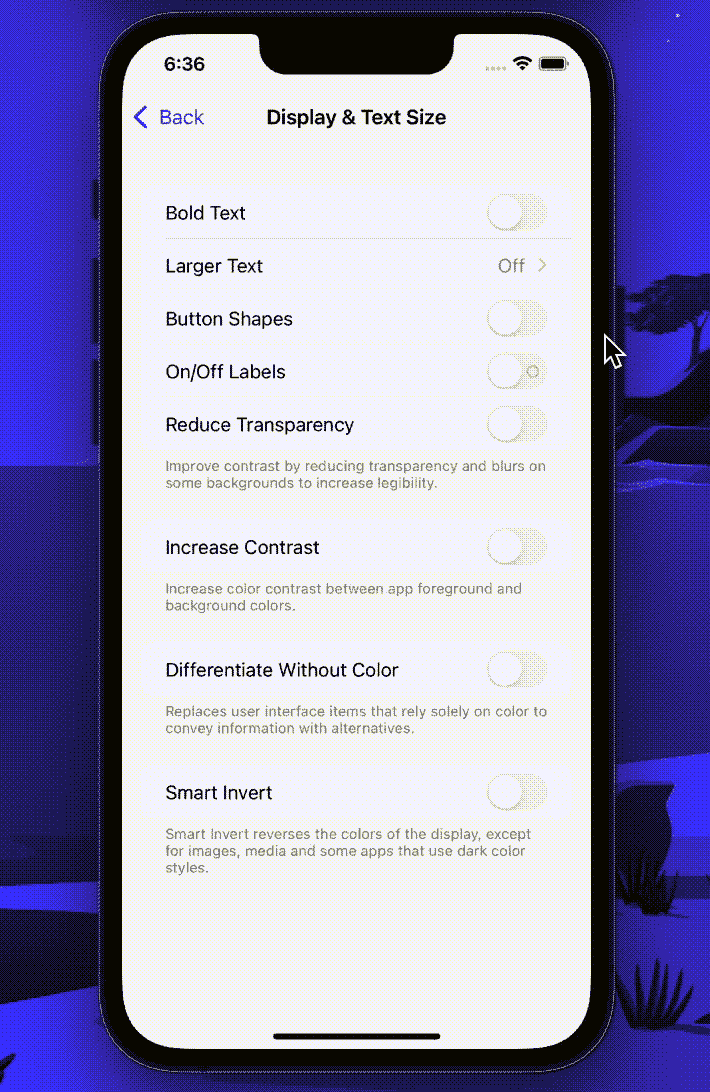 6:36
Back
Display & Text Size
Bold Text
Larger Text
Off
Button Shapes
On/Off Labels
Reduce Transparency
Improve contrast by reducing transparency and blurs on
some backgrounds to increase legibility.
Increase Contrast
Increase color contrast between app foreground and
background colors.
Differentiate Without Color
Replaces user interface items that rely solely on color to
convey information with alternatives.
Smart Invert
Smart Invert reverses the colors of the display, except
for images, media and some apps that use dark color
styles.